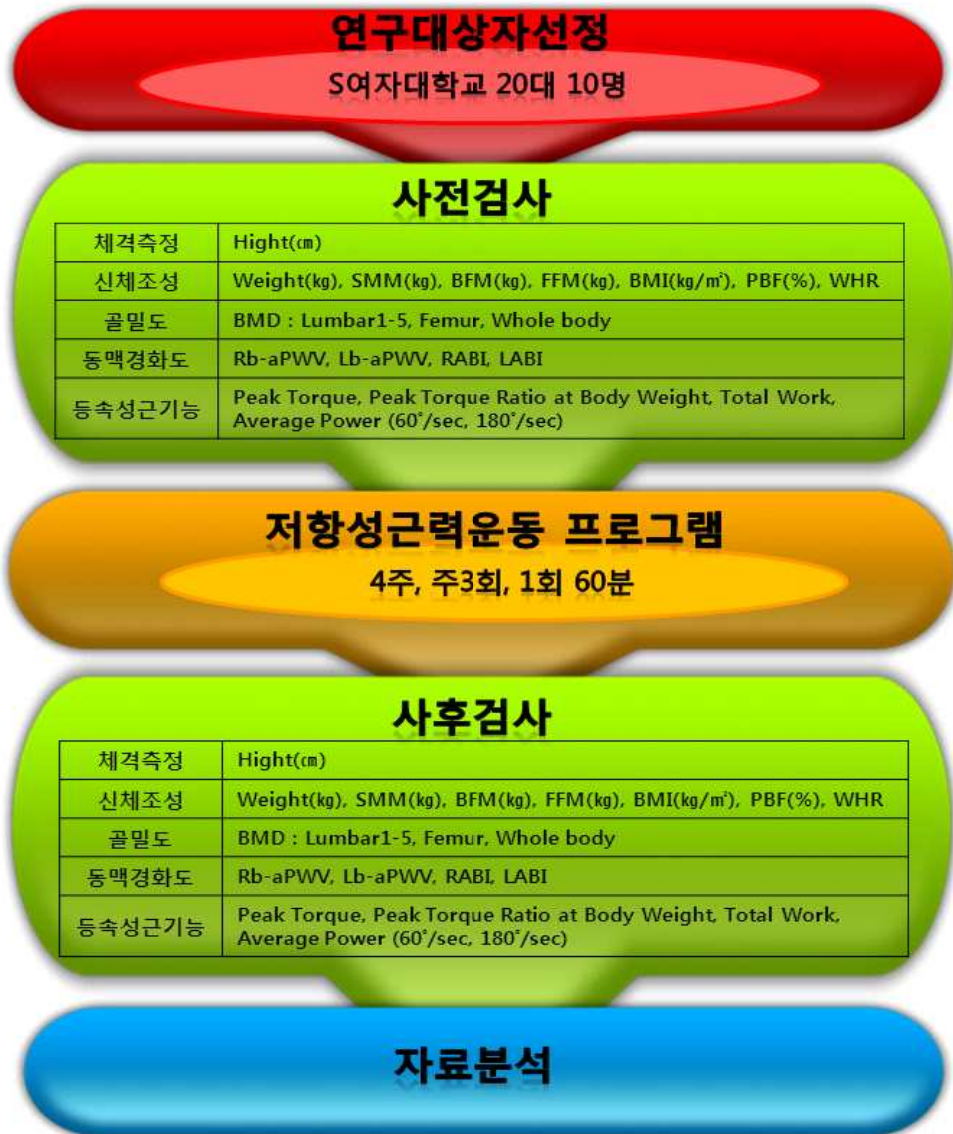 연구대상자선정
S여자대학교 20대 10명
사전검사
체격측정 Hight(㎝)
신체조성 Weight(㎏), SMM(㎏), BFM(㎏), FFM(㎏), BMI(㎏/㎡), PBF(%), WHR
골밀도 BMD : Lumbar1-5, Femur, Whole body
동맥경화도 Rb-aPWV, Lb-aPWV, RABI, LABI
등속성근기능 Peak Torque, Peak Torque Ratio at Body Weight, Total Work,
Average Power (60˚/sec, 180˚/sec)
저항성근력운동 프로그램
4주, 주3회, 1회 60분
사후검사
체격측정 Hight(㎝)
신체조성 Weight(㎏), SMM(㎏), BFM(㎏), FFM(㎏), BMI(㎏/㎡), PBF(%), WHR
골밀도 BMD : Lumbar1-5, Femur, Whole body
동맥경화도 Rb-aPWV, Lb-aPWV, RABI, LABI
등속성근기능 Peak Torque, Peak Torque Ratio at Body Weight, Total Work,
Average Power (60˚/sec, 180˚/sec)
자료분석